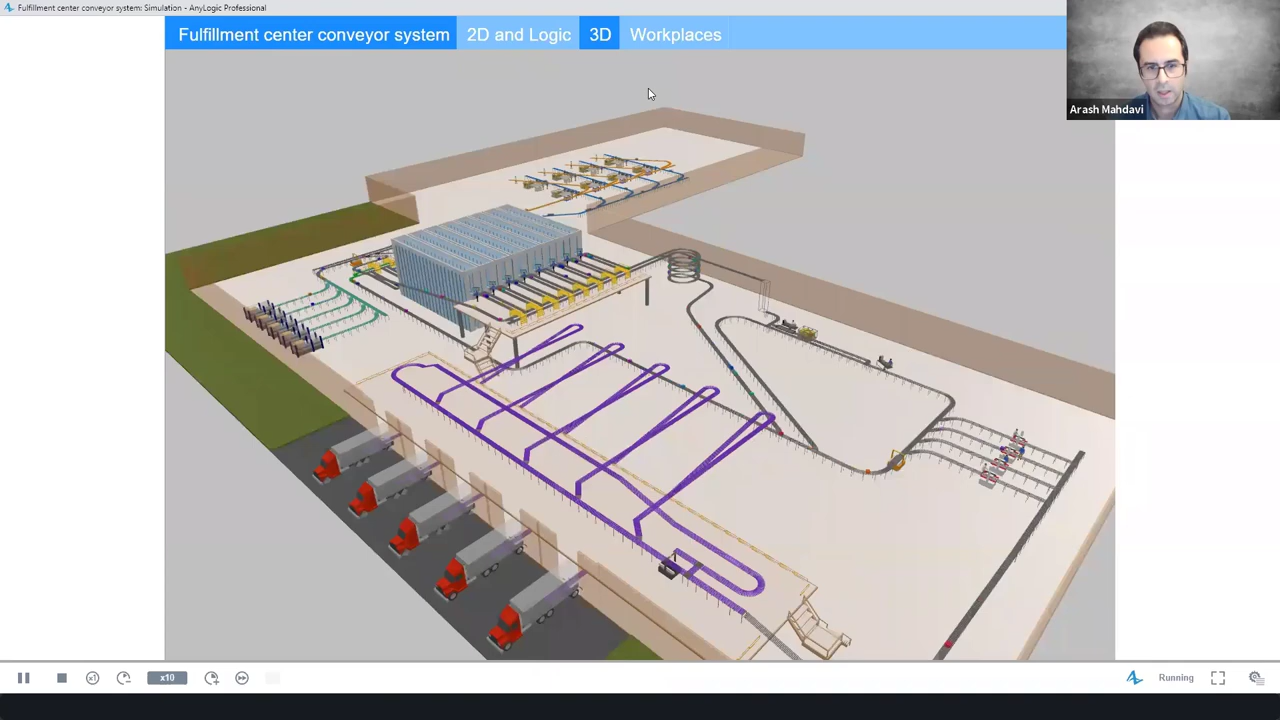 Fulfillment center conveyor system: Simulation - AnyLogic Professional
Fulfillment center conveyor system 2D and Logic 3D Workplaces
Arash Mahdavi
x1 x10 Running